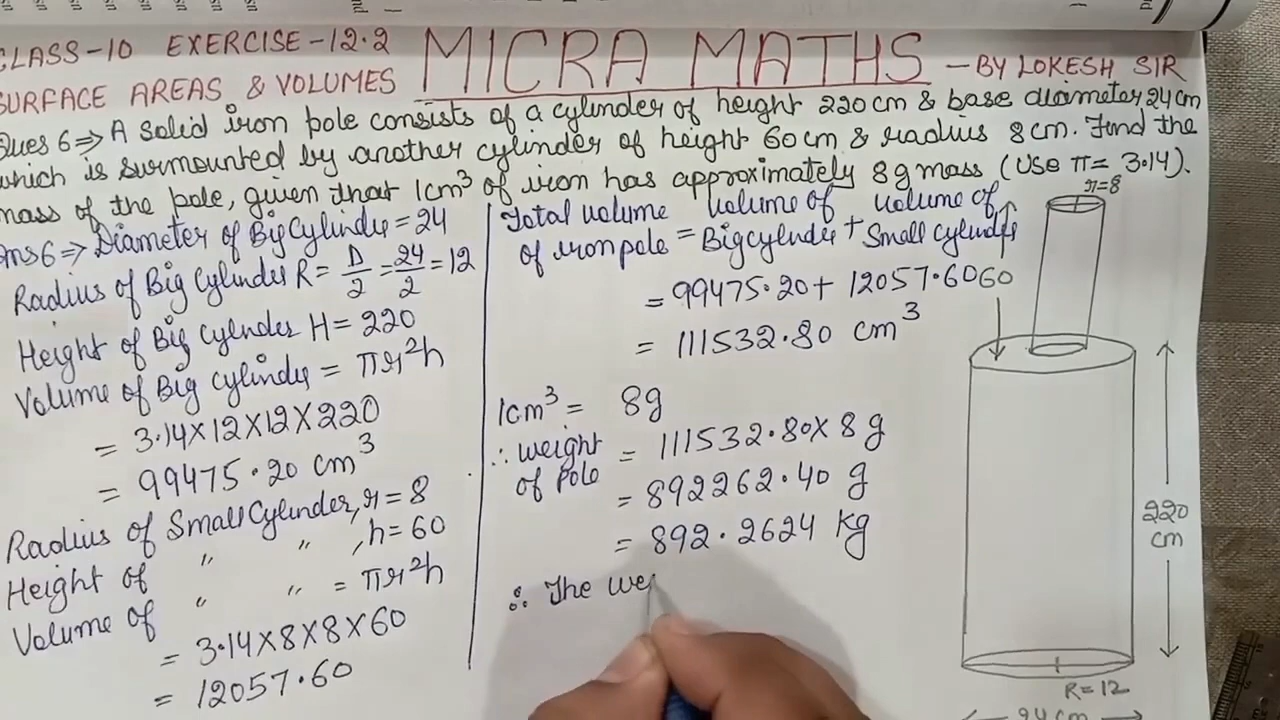 CLASS-10 EXERCISE-12.2
SURFACE AREAS & VOLUMES
MICRA MATHS
- BY LOKESH SIR
Ques 6 ⇒ A solid iron pole consists of a cylinder of height 220 cm & base diameter 24 cm
which is surmounted by another cylinder of height 60 cm & radius 8 cm. Find the
mass of the pole, given that 1cm³ of iron has approximately 8g mass (Use π = 3.14).
Ans 6 ⇒ Diameter of Big Cylinder = 24
Radius of Big Cylinder R = D/2 = 24/2 = 12
Height of Big Cylinder H = 220
Volume of Big Cylinder = πr²h
= 3.14×12×12×220
= 99475.20 cm³
Radius of Small Cylinder, r = 8
Height of " " , h = 60
Volume of " " = πr²h
= 3.14×8×8×60
= 12057.60
Total volume of iron pole = Volume of Big cylinder + Volume of Small cylinder
= 99475.20 + 12057.60
= 111532.80 cm³
1cm³ = 8g
∴ weight of pole = 111532.80 × 8 g
= 892262.40 g
= 892.2624 Kg
∴ The we
r=8
60
220
cm
R=12
24 cm